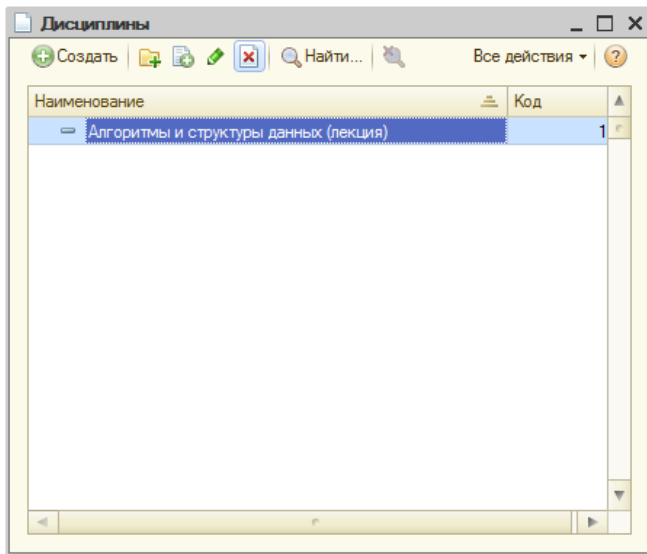 Дисциплины
Создать Найти... Все действия ?
Наименование Код
Алгоритмы и структуры данных (лекция) 1